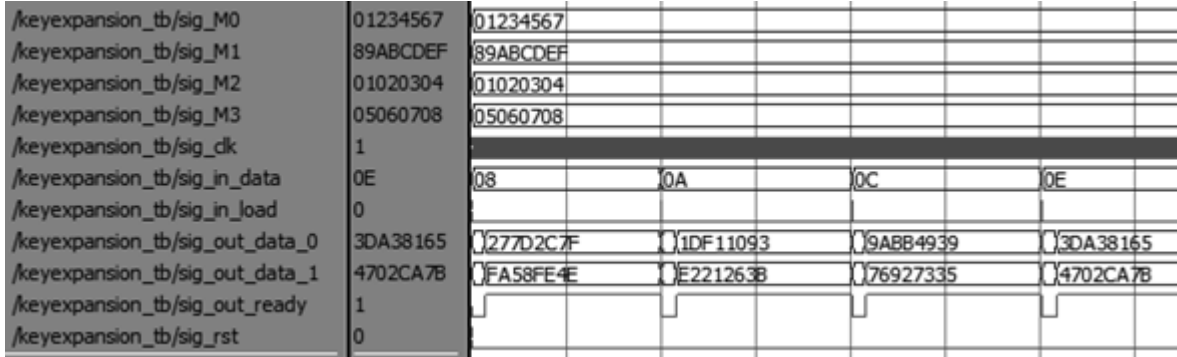 /keyexpansion_tb/sig_M0 01234567 01234567
/keyexpansion_tb/sig_M1 89ABCDEF 89ABCDEF
/keyexpansion_tb/sig_M2 01020304 01020304
/keyexpansion_tb/sig_M3 05060708 05060708
/keyexpansion_tb/sig_clk 1
/keyexpansion_tb/sig_in_data 0E 08 0A 0C 0E
/keyexpansion_tb/sig_in_load 0
/keyexpansion_tb/sig_out_data_0 3DA38165 277D2C7F 1DF11093 9ABB4939 3DA38165
/keyexpansion_tb/sig_out_data_1 4702CA7B FA58FE4E E221263B 76927335 4702CA7B
/keyexpansion_tb/sig_out_ready 1
/keyexpansion_tb/sig_rst 0